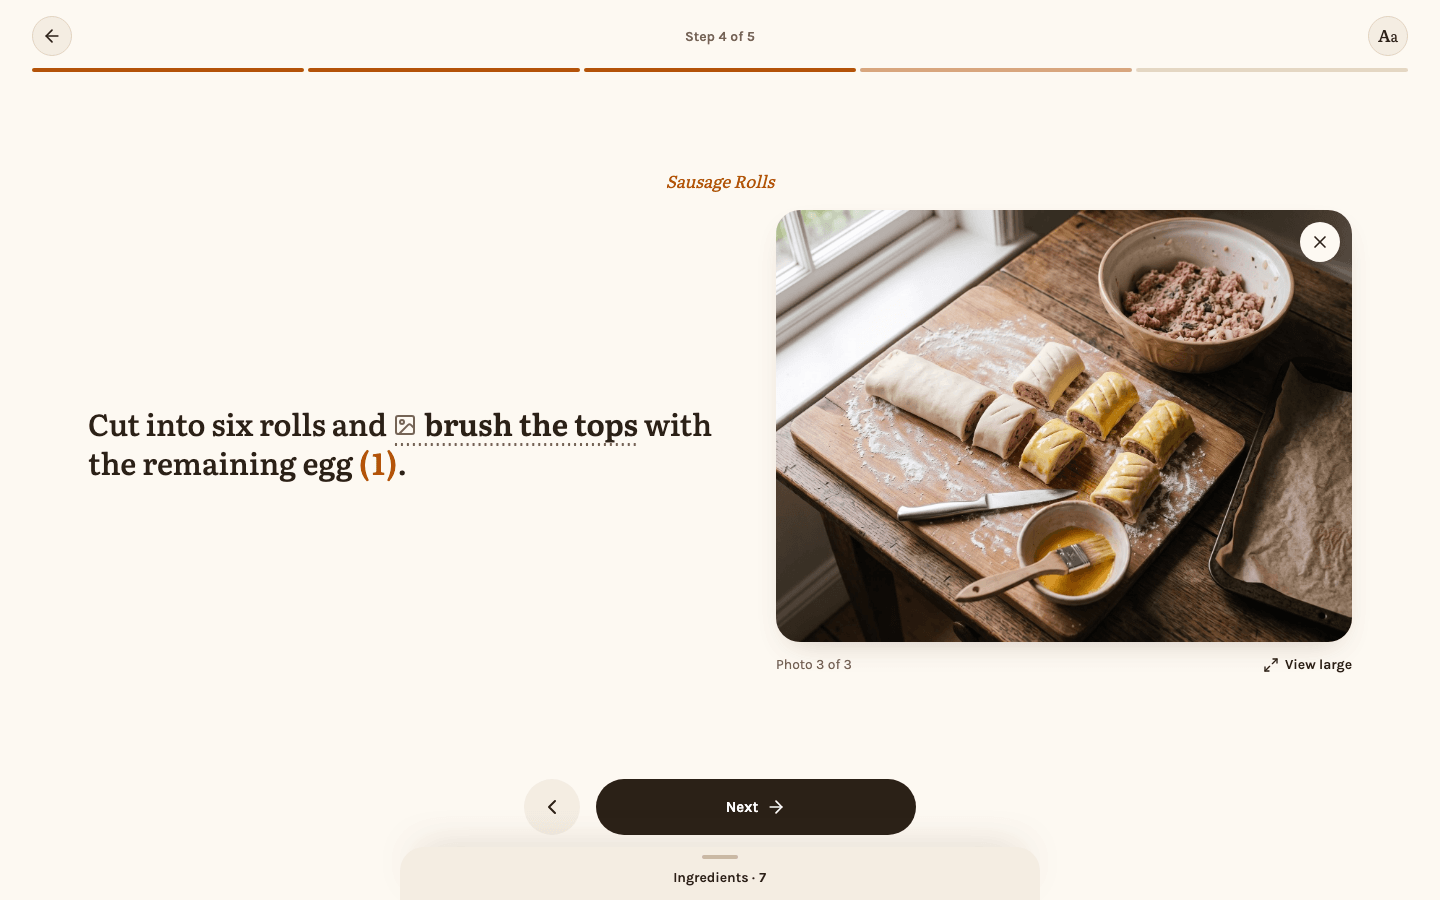 Step 4 of 5
Aa
Sausage Rolls
Cut into six rolls and brush the tops with
the remaining egg (1).
Photo 3 of 3
View large
Next
Ingredients · 7